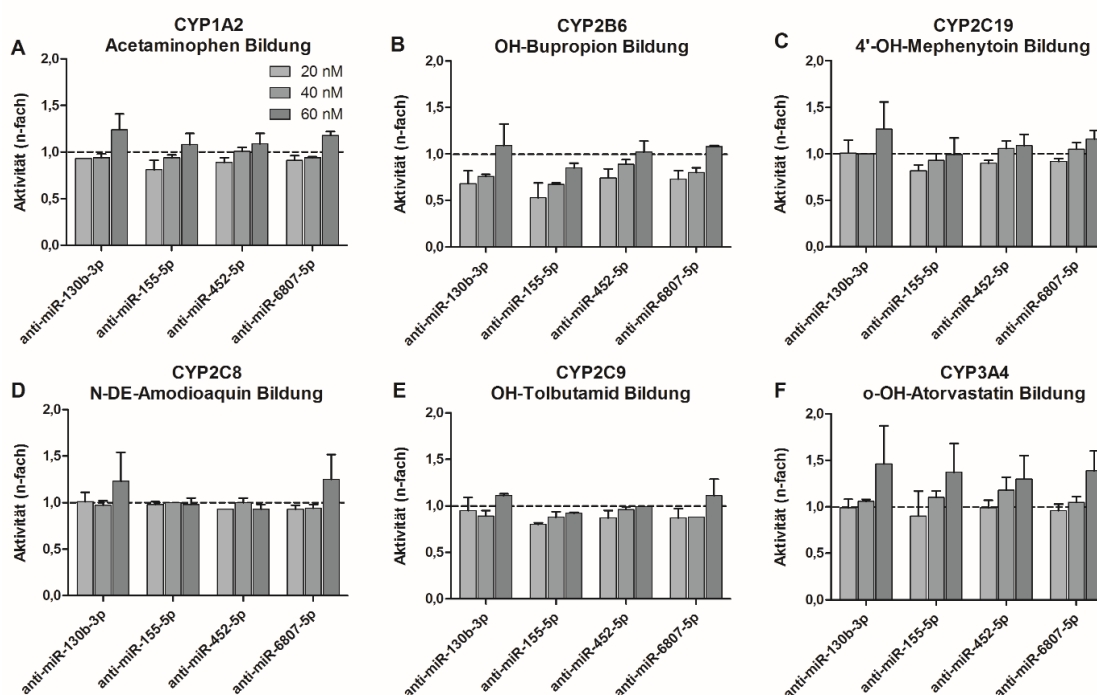 A
CYP1A2
Acetaminophen Bildung
Aktivität (n-fach)
2,0
1,5
1,0
0,5
0,0
20 nM
40 nM
60 nM
anti-miR-130b-3p
anti-miR-155-5p
anti-miR-452-5p
anti-miR-6807-5p
B
CYP2B6
OH-Bupropion Bildung
Aktivität (n-fach)
2,0
1,5
1,0
0,5
0,0
anti-miR-130b-3p
anti-miR-155-5p
anti-miR-452-5p
anti-miR-6807-5p
C
CYP2C19
4'-OH-Mephenytoin Bildung
Aktivität (n-fach)
2,0
1,5
1,0
0,5
0,0
anti-miR-130b-3p
anti-miR-155-5p
anti-miR-452-5p
anti-miR-6807-5p
D
CYP2C8
N-DE-Amodioaquin Bildung
Aktivität (n-fach)
2,0
1,5
1,0
0,5
0,0
anti-miR-130b-3p
anti-miR-155-5p
anti-miR-452-5p
anti-miR-6807-5p
E
CYP2C9
OH-Tolbutamid Bildung
Aktivität (n-fach)
2,0
1,5
1,0
0,5
0,0
anti-miR-130b-3p
anti-miR-155-5p
anti-miR-452-5p
anti-miR-6807-5p
F
CYP3A4
o-OH-Atorvastatin Bildung
Aktivität (n-fach)
2,0
1,5
1,0
0,5
0,0
anti-miR-130b-3p
anti-miR-155-5p
anti-miR-452-5p
anti-miR-6807-5p